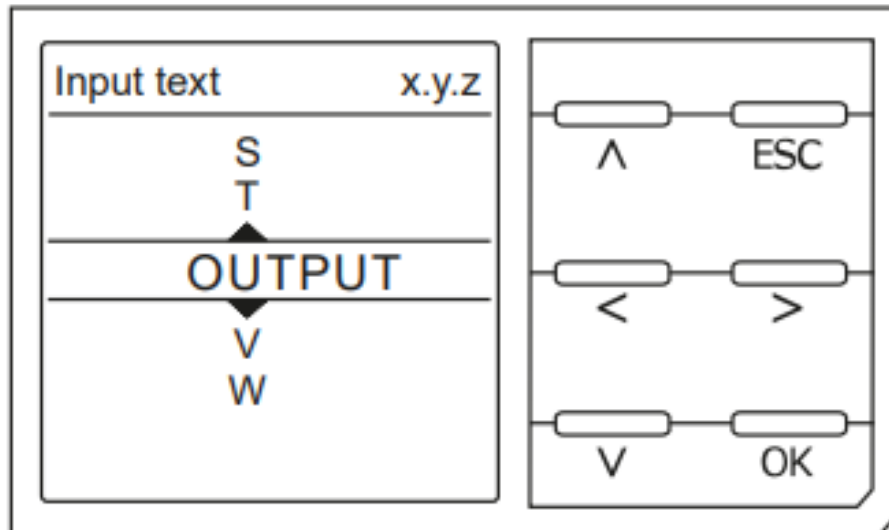 Input text x.y.z
S
T
OUTPUT
V
W
∧ ESC
< >
∨ OK